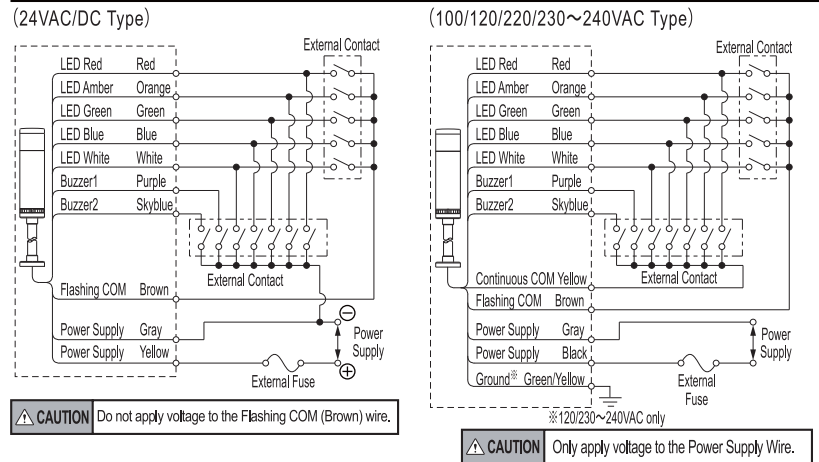 (24VAC/DC Type)
External Contact
LED Red Red
LED Amber Orange
LED Green Green
LED Blue Blue
LED White White
Buzzer1 Purple
Buzzer2 Skyblue
External Contact
Flashing COM Brown
Power Supply Gray
Power Supply Yellow
External Fuse
⊖
Power
Supply
⊕
⚠ CAUTION Do not apply voltage to the Flashing COM (Brown) wire.
(100/120/220/230~240VAC Type)
External Contact
LED Red Red
LED Amber Orange
LED Green Green
LED Blue Blue
LED White White
Buzzer1 Purple
Buzzer2 Skyblue
External Contact
Continuous COM Yellow
Flashing COM Brown
Power Supply Gray
Power Supply Black
Ground※ Green/Yellow
Power
Supply
External
Fuse
※120/230~240VAC only
⚠ CAUTION Only apply voltage to the Power Supply Wire.